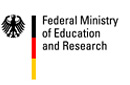 Federal Ministry
of Education
and Research